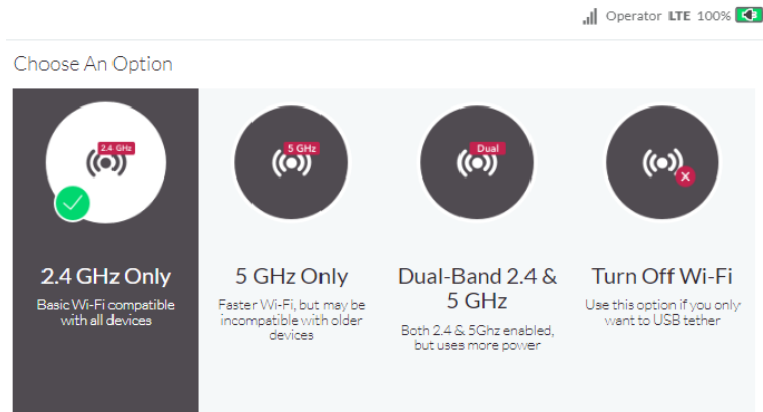 Operator LTE 100%
Choose An Option
2.4 GHz
2.4 GHz Only
Basic Wi-Fi compatible
with all devices
5 GHz
5 GHz Only
Faster Wi-Fi, but may be
incompatible with older
devices
Dual
Dual-Band 2.4 &
5 GHz
Both 2.4 & 5Ghz enabled,
but uses more power
X
Turn Off Wi-Fi
Use this option if you only
want to USB tether